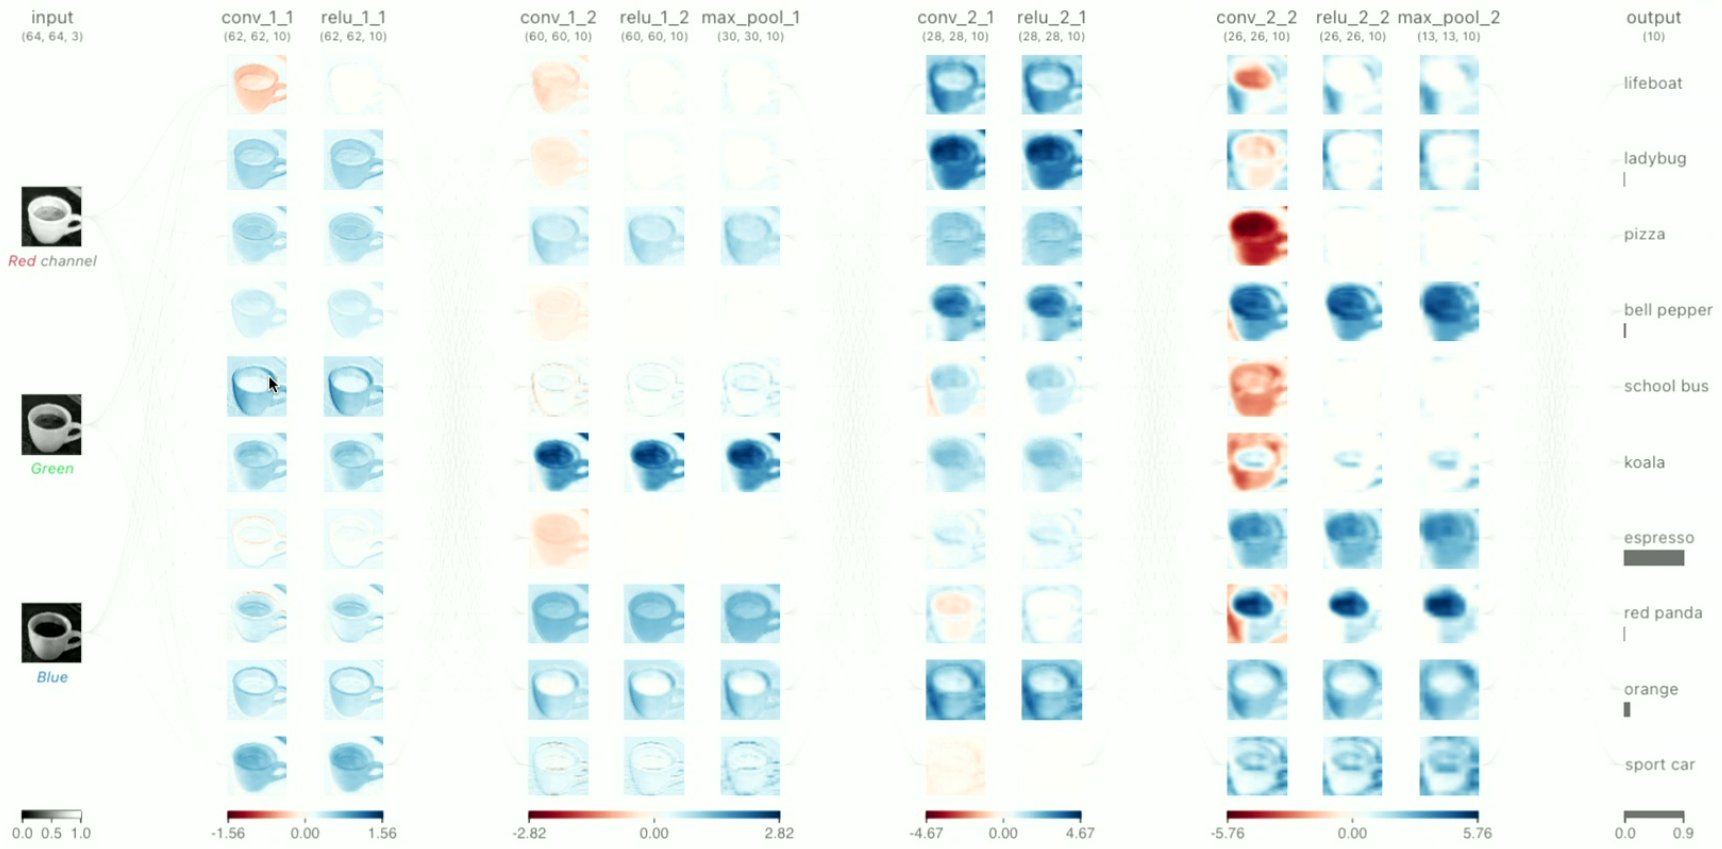 input conv_1_1 relu_1_1 conv_1_2 relu_1_2 max_pool_1 conv_2_1 relu_2_1 conv_2_2 relu_2_2 max_pool_2 output
(64, 64, 3) (62, 62, 10) (62, 62, 10) (60, 60, 10) (60, 60, 10) (30, 30, 10) (28, 28, 10) (28, 28, 10) (26, 26, 10) (26, 26, 10) (13, 13, 10) (10)
lifeboat
ladybug
pizza
Red channel
bell pepper
school bus
koala
Green
espresso
red panda
Blue
orange
sport car
0.0 0.5 1.0 -1.56 0.00 1.56 -2.82 0.00 2.82 -4.67 0.00 4.67 -5.76 0.00 5.76 0.0 0.9